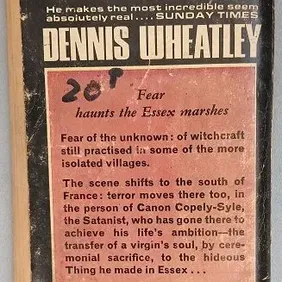 He makes the most incredible seem
absolutely real .... SUNDAY TIMES
DENNIS WHEATLEY
20P
Fear
haunts the Essex marshes
Fear of the unknown: of witchcraft
still practised in some of the more
isolated villages.
The scene shifts to the south of
France: terror moves there too, in
the person of Canon Copely-Syle,
the Satanist, who has gone there to
achieve his life's ambition—the
transfer of a virgin's soul, by cere-
monial sacrifice, to the hideous
Thing he made in Essex ...